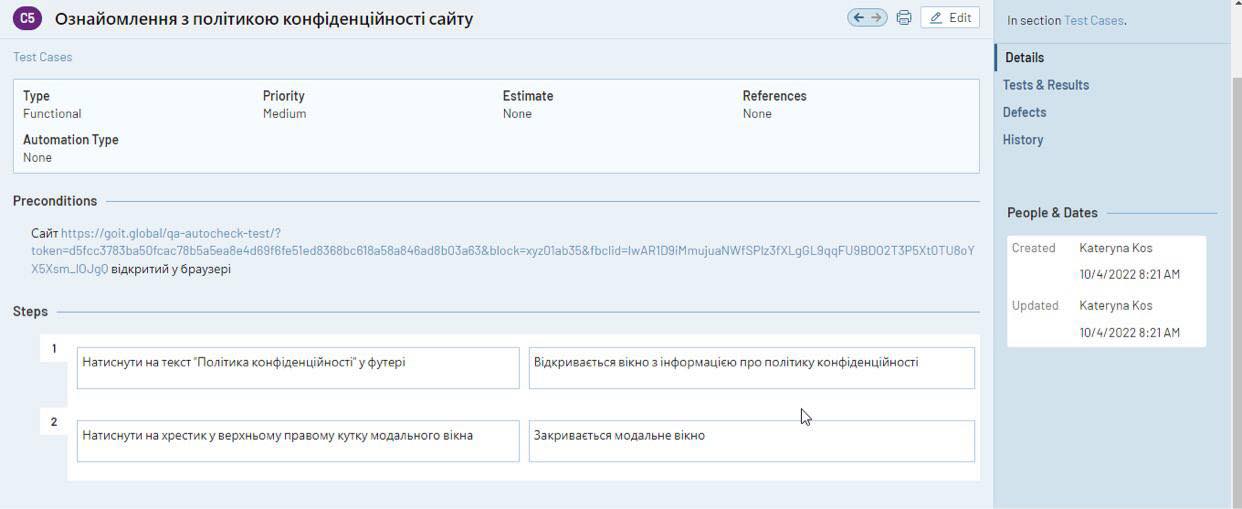 C5 Ознайомлення з політикою конфіденційності сайту
Edit
Test Cases
Type Priority Estimate References
Functional Medium None None
Automation Type
None
Preconditions
Сайт https://goit.global/qa-autocheck-test/?
token=d5fcc3783ba50fcac78b5a5ea8e4d69f6fe51ed8368bc618a58a846ad8b03a63&block=xyz01ab35&fbclid=IwAR1D9iMmujuaNWfSPlz3fXLgGL9qqFU9BDO2T3P5Xt0TU8oY
X5Xsm_I0JgQ відкритий у браузері
Steps
1
Натиснути на текст "Політика конфіденційності" у футері
Відкривається вікно з інформацією про політику конфіденційності
2
Натиснути на хрестик у верхньому правому кутку модального вікна
Закривається модальне вікно
In section Test Cases.
Details
Tests & Results
Defects
History
People & Dates
Created Kateryna Kos
10/4/2022 8:21 AM
Updated Kateryna Kos
10/4/2022 8:21 AM